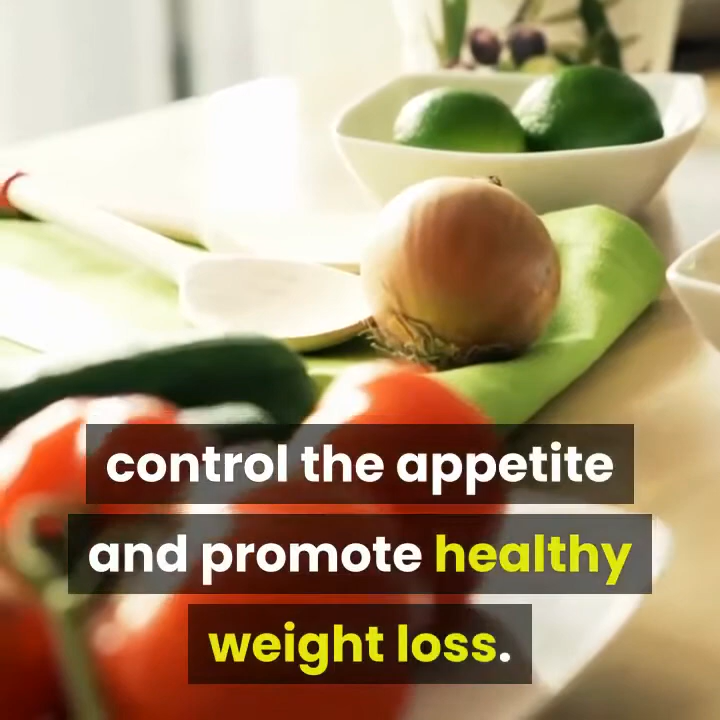 control the appetite
and promote healthy
weight loss.